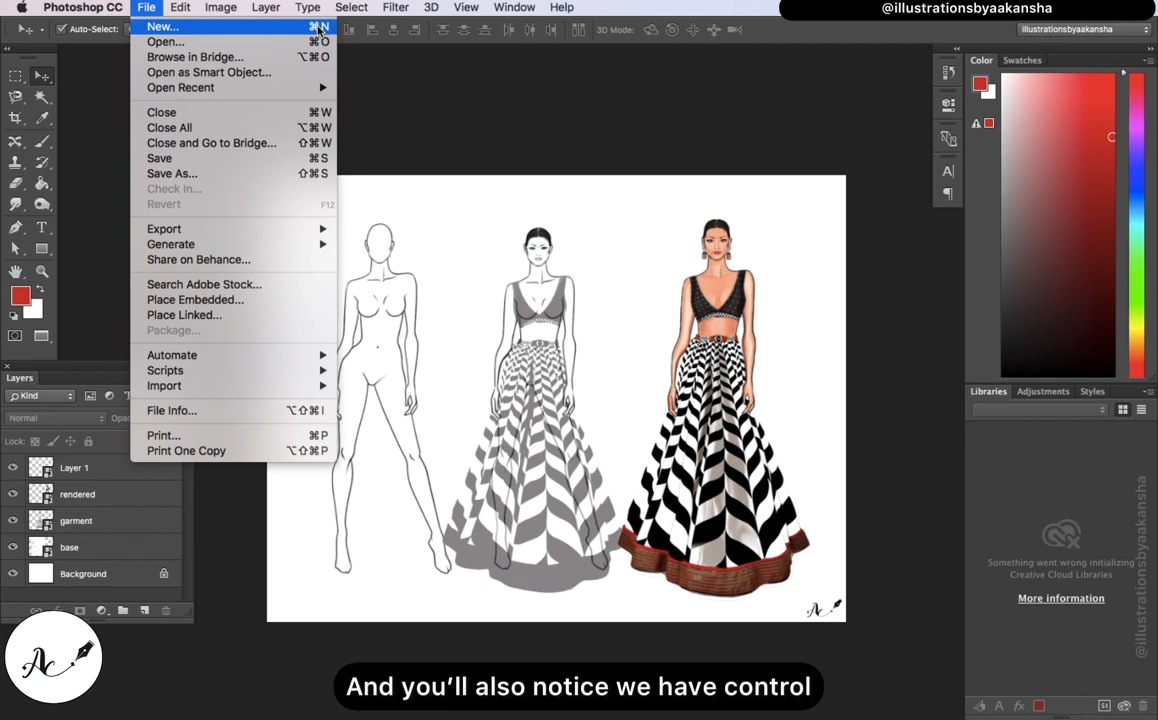 Photoshop CC File Edit Image Layer Type Select Filter 3D View Window Help
@illustrationsbyaakansha
Auto-Select:
3D Mode:
illustrationsbyaakansha
New... ⌘N
Open... ⌘O
Browse in Bridge... ⌥⌘O
Open as Smart Object...
Open Recent
Close ⌘W
Close All ⌥⌘W
Close and Go to Bridge... ⇧⌘W
Save ⌘S
Save As... ⇧⌘S
Check In...
Revert F12
Export
Generate
Share on Behance...
Search Adobe Stock...
Place Embedded...
Place Linked...
Package...
Automate
Scripts
Import
File Info... ⌥⇧⌘I
Print... ⌘P
Print One Copy ⌥⇧⌘P
Layers
Kind
Normal Opac
Lock:
Layer 1
rendered
garment
base
Background
Color Swatches
Libraries Adjustments Styles
Something went wrong initializing
Creative Cloud Libraries
More information
@illustrationsbyaakansha
Ac
Ac
And you'll also notice we have control